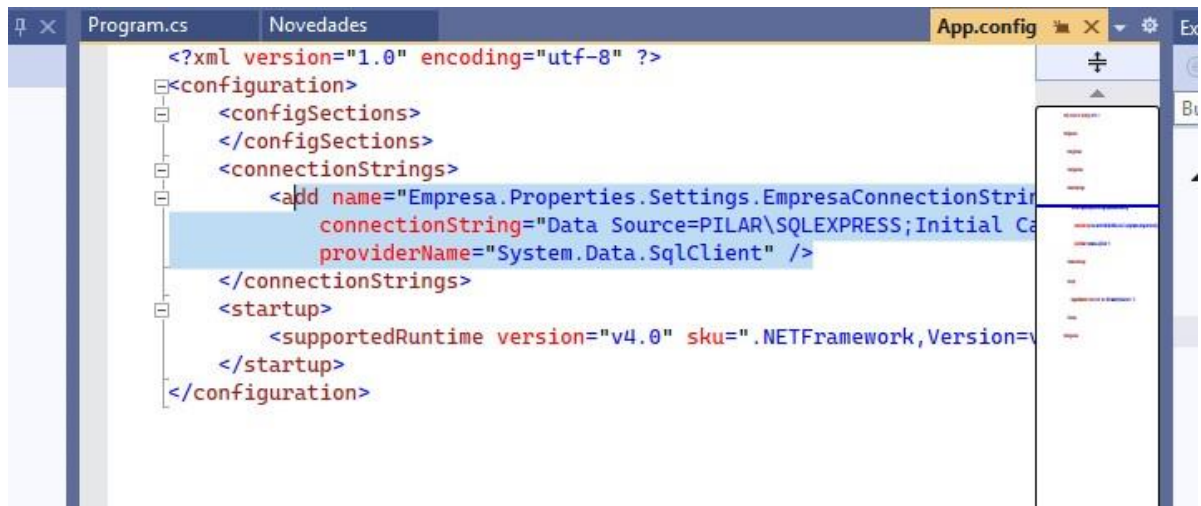 Program.cs Novedades App.config Ex
<?xml version="1.0" encoding="utf-8" ?>
<configuration>
<configSections>
</configSections>
Bu
<connectionStrings>
<add name="Empresa.Properties.Settings.EmpresaConnectionStrin
connectionString="Data Source=PILAR\SQLEXPRESS;Initial Ca
providerName="System.Data.SqlClient" />
</connectionStrings>
<startup>
<supportedRuntime version="v4.0" sku=".NETFramework,Version=v
</startup>
</configuration>